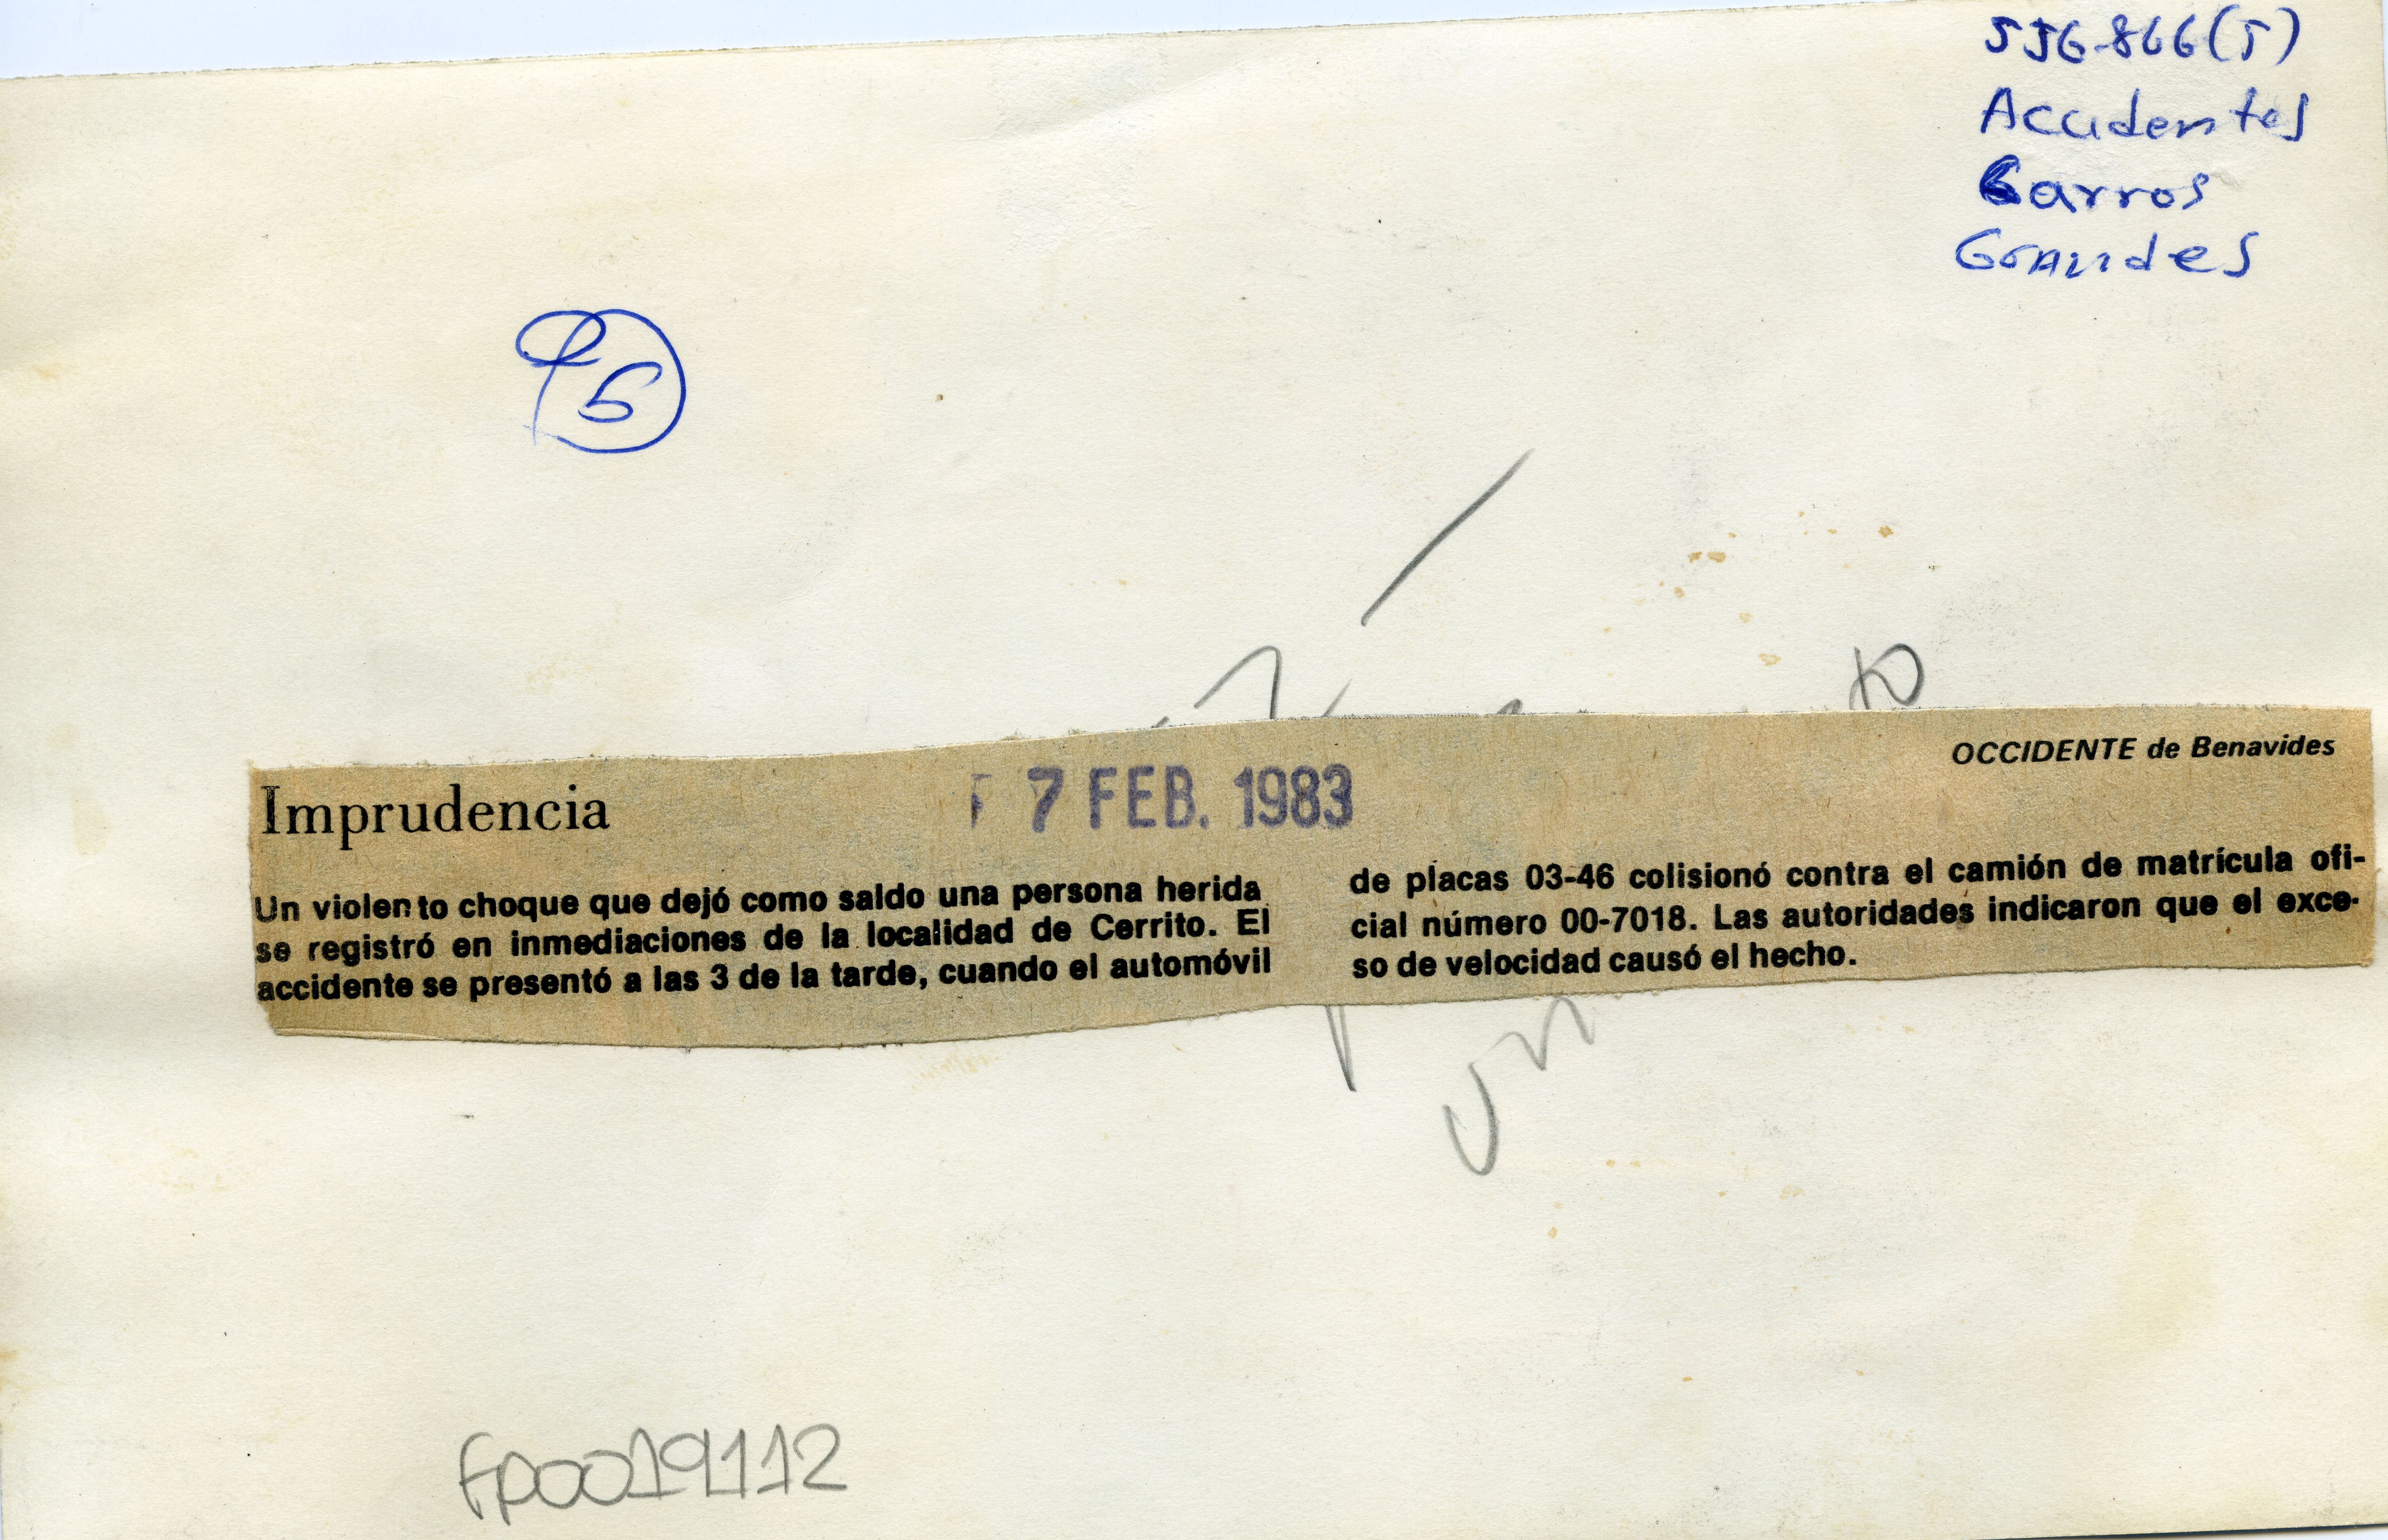 556-866(5)
Accidentes
Carros
Grandes
95
OCCIDENTE de Benavides
Imprudencia
7 FEB. 1983
Un violento choque que dejó como saldo una persona herida
se registró en inmediaciones de la localidad de Cerrito. El
accidente se presentó a las 3 de la tarde, cuando el automóvil
de placas 03-46 colisionó contra el camión de matrícula ofi-
cial número 00-7018. Las autoridades indicaron que el exce-
so de velocidad causó el hecho.
fp0019112